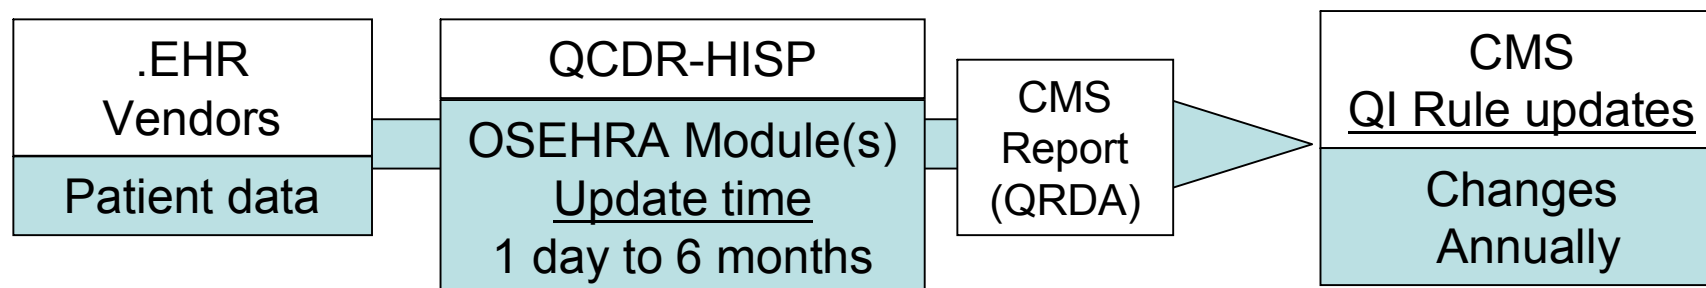 .EHR
Vendors
Patient data
QCDR-HISP
OSEHRA Module(s)
Update time
1 day to 6 months
CMS
Report
(QRDA)
CMS
QI Rule updates
Changes
Annually